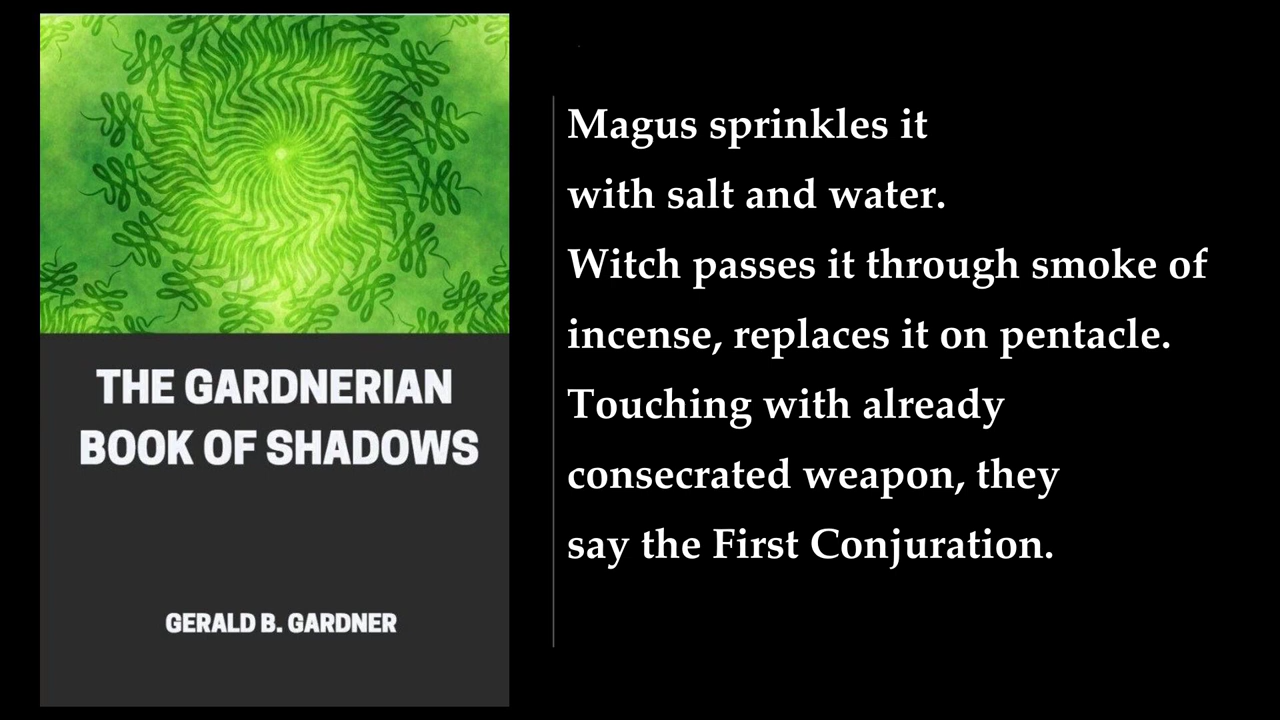 THE GARDNERIAN
BOOK OF SHADOWS
GERALD B. GARDNER
Magus sprinkles it
with salt and water.
Witch passes it through smoke of
incense, replaces it on pentacle.
Touching with already
consecrated weapon, they
say the First Conjuration.